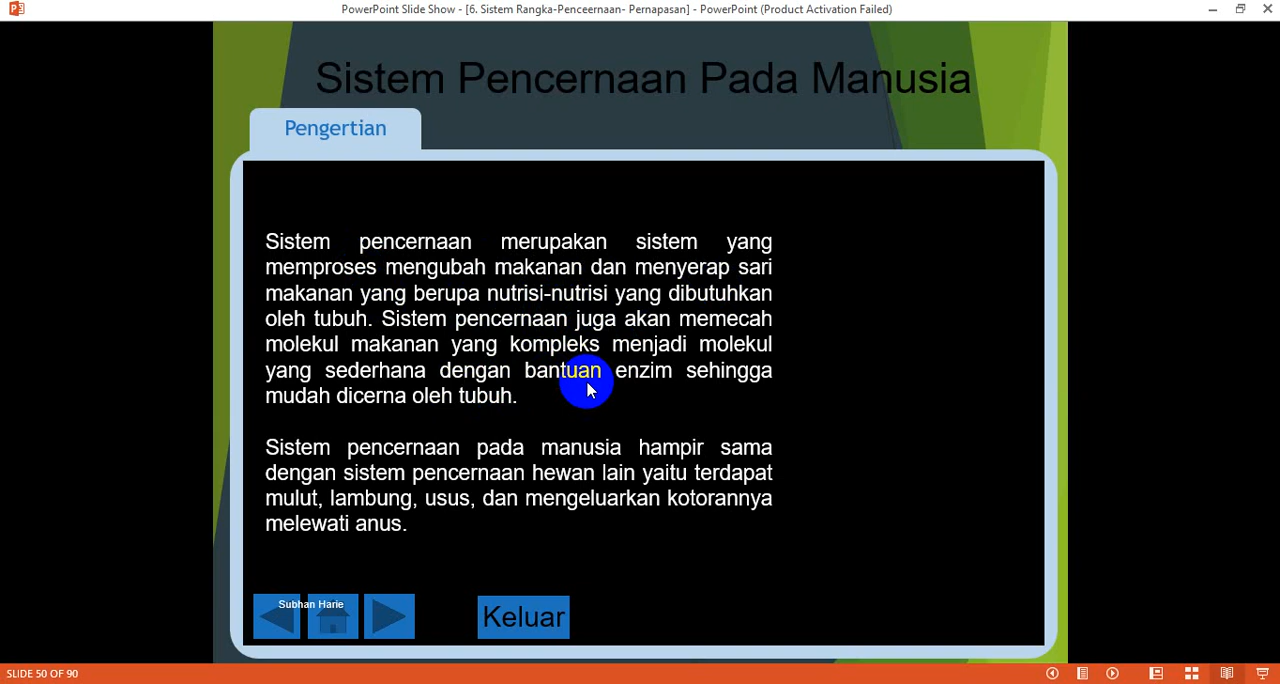 PowerPoint Slide Show - [6. Sistem Rangka-Penceernaan- Pernapasan] - PowerPoint (Product Activation Failed)
Sistem Pencernaan Pada Manusia
Pengertian
Sistem pencernaan merupakan sistem yang
memproses mengubah makanan dan menyerap sari
makanan yang berupa nutrisi-nutrisi yang dibutuhkan
oleh tubuh. Sistem pencernaan juga akan memecah
molekul makanan yang kompleks menjadi molekul
yang sederhana dengan bantuan enzim sehingga
mudah dicerna oleh tubuh.
Sistem pencernaan pada manusia hampir sama
dengan sistem pencernaan hewan lain yaitu terdapat
mulut, lambung, usus, dan mengeluarkan kotorannya
melewati anus.
Subhan Harie
Keluar
SLIDE 50 OF 90